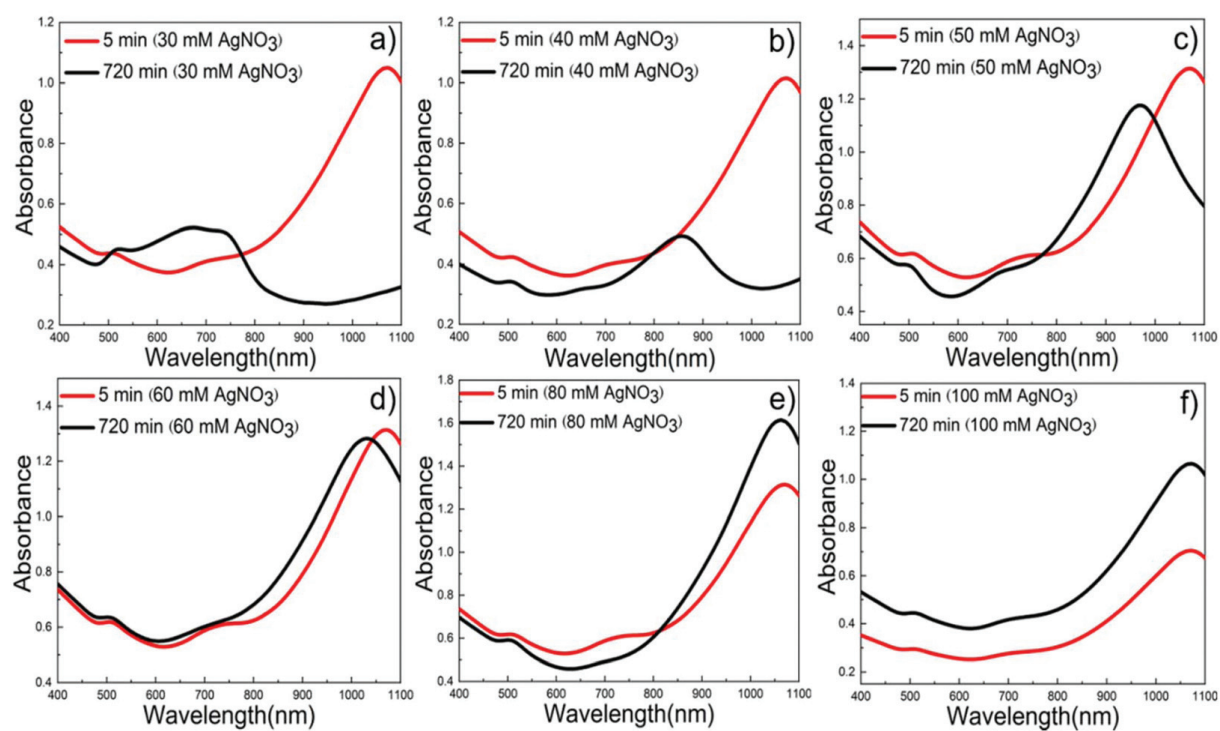 a)
5 min (30 mM AgNO3)
720 min (30 mM AgNO3)
Absorbance
1.2
1.0
0.8
0.6
0.4
0.2
400 500 600 700 800 900 1000 1100
Wavelength(nm)
b)
5 min (40 mM AgNO3)
720 min (40 mM AgNO3)
Absorbance
1.2
1.0
0.8
0.6
0.4
0.2
400 500 600 700 800 900 1000 1100
Wavelength(nm)
c)
5 min (50 mM AgNO3)
720 min (50 mM AgNO3)
Absorbance
1.4
1.2
1.0
0.8
0.6
0.4
400 500 600 700 800 900 1000 1100
Wavelength(nm)
d)
5 min (60 mM AgNO3)
720 min (60 mM AgNO3)
Absorbance
1.4
1.2
1.0
0.8
0.6
0.4
400 500 600 700 800 900 1000 1100
Wavelength(nm)
e)
5 min (80 mM AgNO3)
720 min (80 mM AgNO3)
Absorbance
1.8
1.6
1.4
1.2
1.0
0.8
0.6
0.4
400 500 600 700 800 900 1000 1100
Wavelength(nm)
f)
5 min (100 mM AgNO3)
720 min (100 mM AgNO3)
Absorbance
1.4
1.2
1.0
0.8
0.6
0.4
0.2
400 500 600 700 800 900 1000 1100
Wavelength(nm)